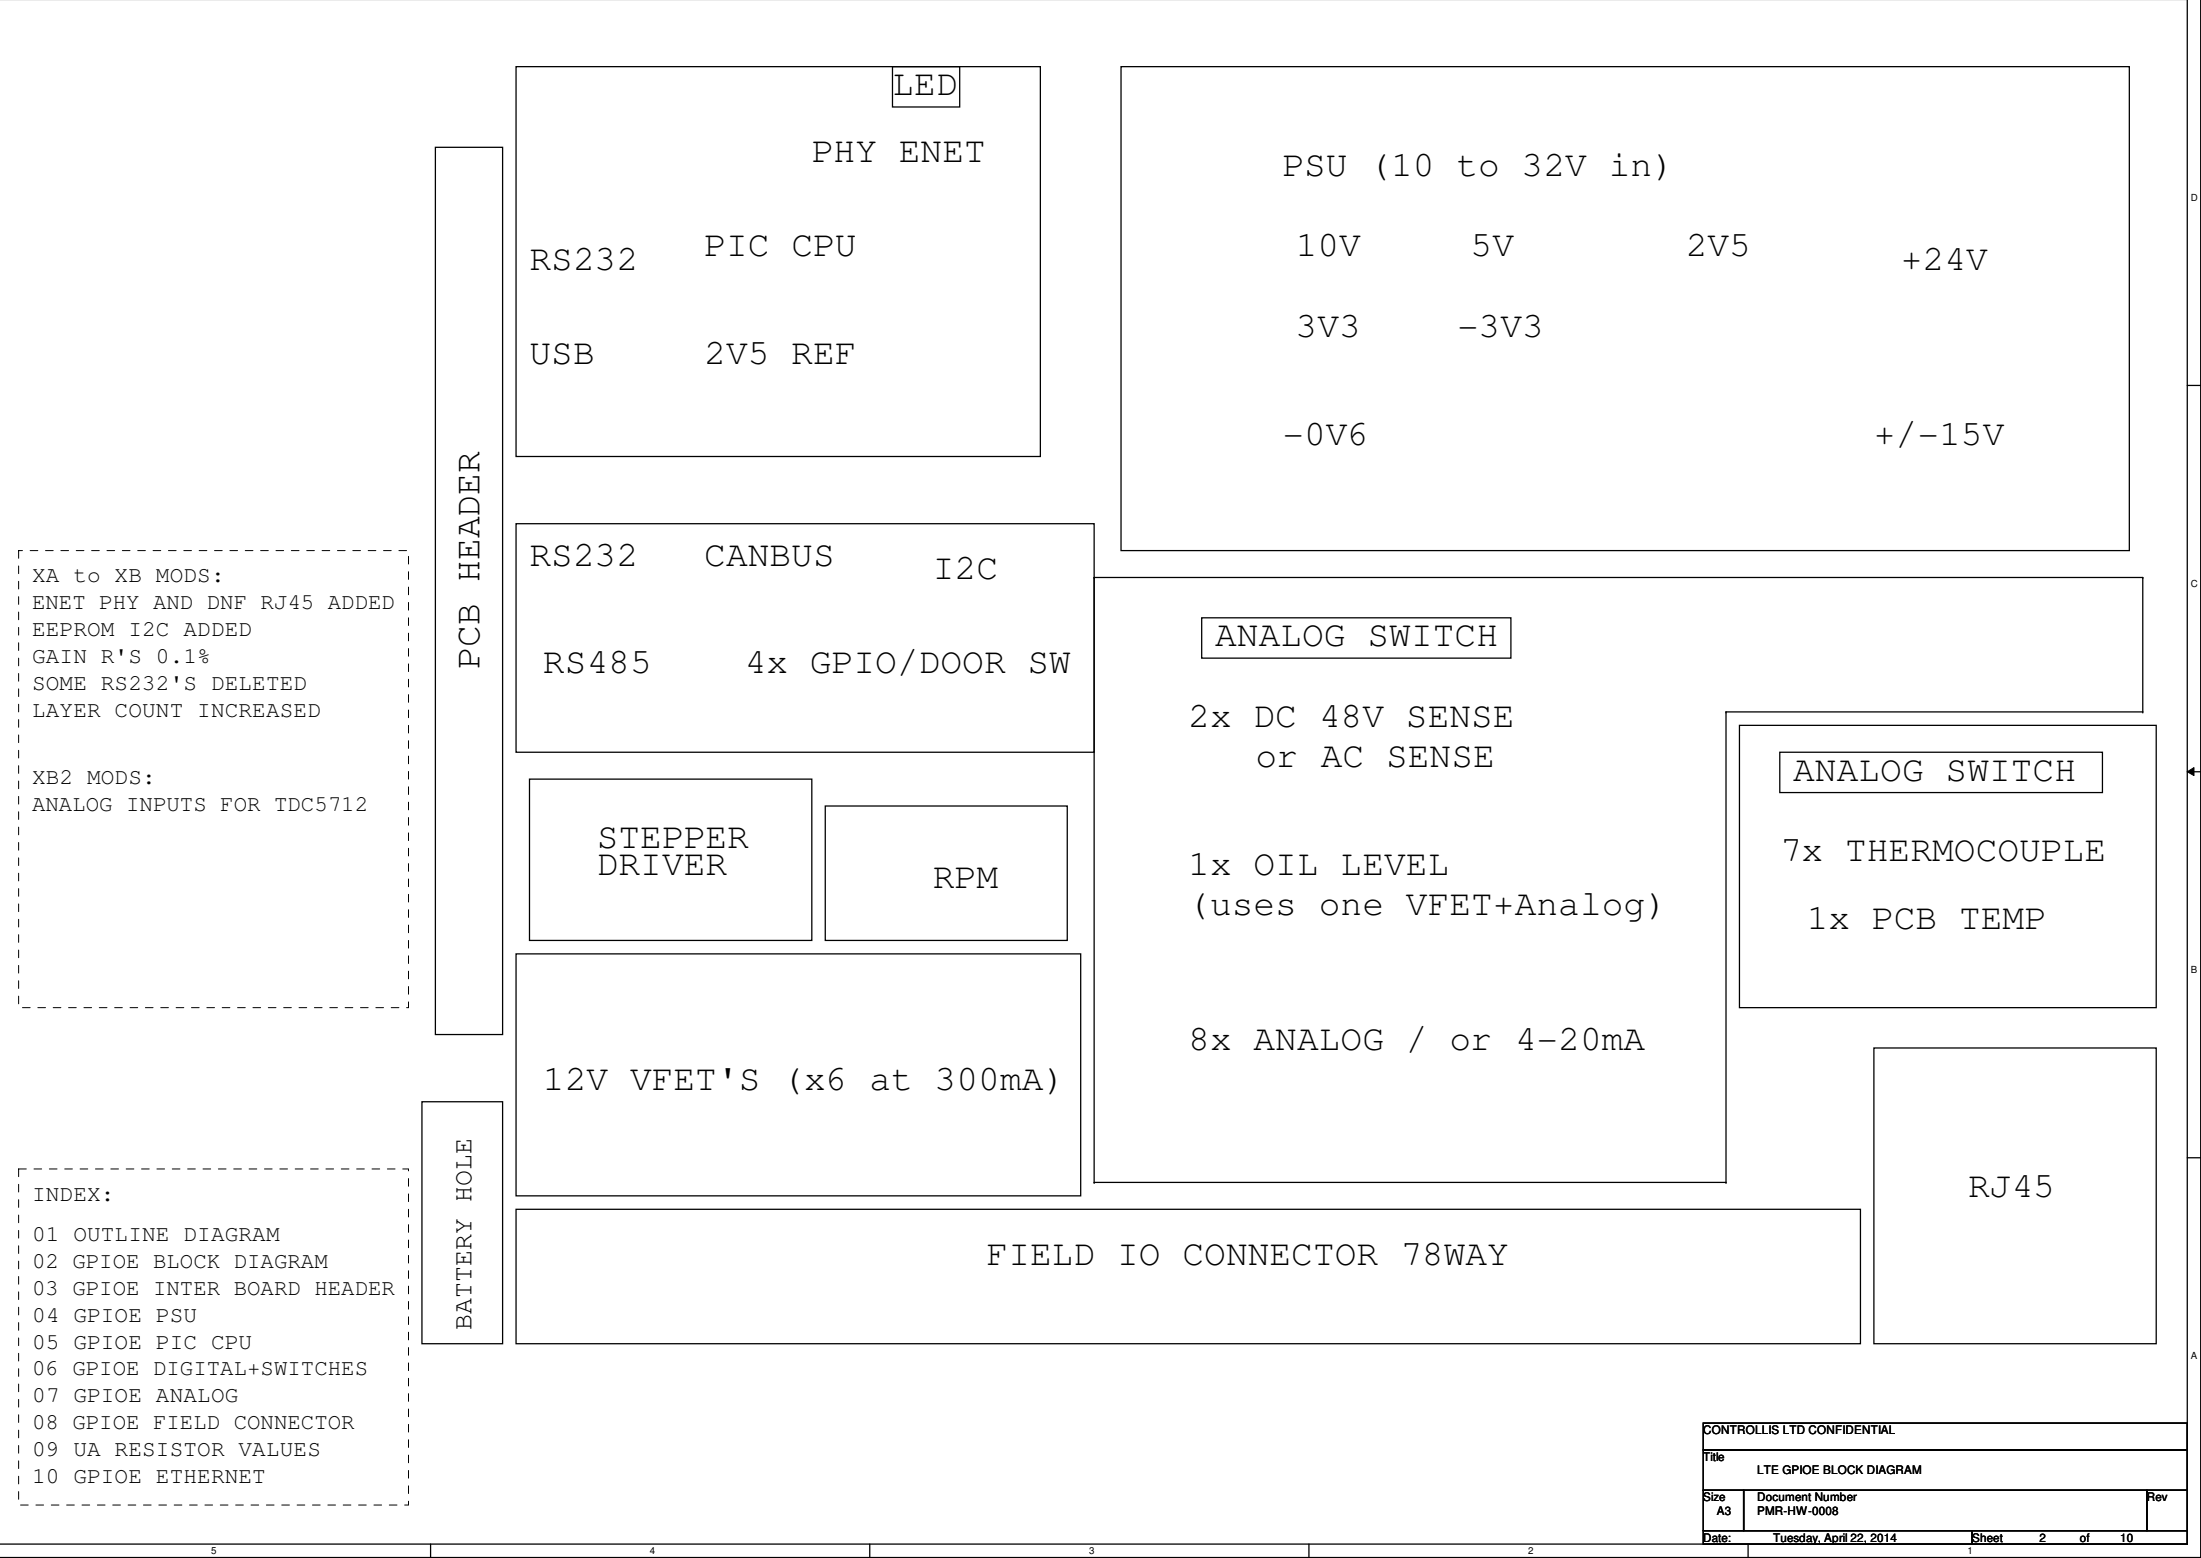 LED
PHY ENET
RS232
PIC CPU
USB
2V5 REF
PSU (10 to 32V in)
10V
5V
2V5
+24V
3V3
-3V3
-0V6
+/-15V
PCB HEADER
RS232
CANBUS
I2C
RS485
4x GPIO/DOOR SW
XA to XB MODS:
ENET PHY AND DNF RJ45 ADDED
EEPROM I2C ADDED
GAIN R'S 0.1%
SOME RS232'S DELETED
LAYER COUNT INCREASED
XB2 MODS:
ANALOG INPUTS FOR TDC5712
ANALOG SWITCH
2x DC 48V SENSE
or AC SENSE
1x OIL LEVEL
(uses one VFET+Analog)
8x ANALOG / or 4-20mA
ANALOG SWITCH
7x THERMOCOUPLE
1x PCB TEMP
STEPPER
DRIVER
RPM
12V VFET'S (x6 at 300mA)
BATTERY HOLE
RJ45
FIELD IO CONNECTOR 78WAY
INDEX:
01 OUTLINE DIAGRAM
02 GPIOE BLOCK DIAGRAM
03 GPIOE INTER BOARD HEADER
04 GPIOE PSU
05 GPIOE PIC CPU
06 GPIOE DIGITAL+SWITCHES
07 GPIOE ANALOG
08 GPIOE FIELD CONNECTOR
09 UA RESISTOR VALUES
10 GPIOE ETHERNET
D
C
B
A
CONTROLLIS LTD CONFIDENTIAL
Title
LTE GPIOE BLOCK DIAGRAM
Size
A3
Document Number
PMR-HW-0008
Rev
Date: Tuesday, April 22, 2014 Sheet 2 of 10
5 4 3 2 1